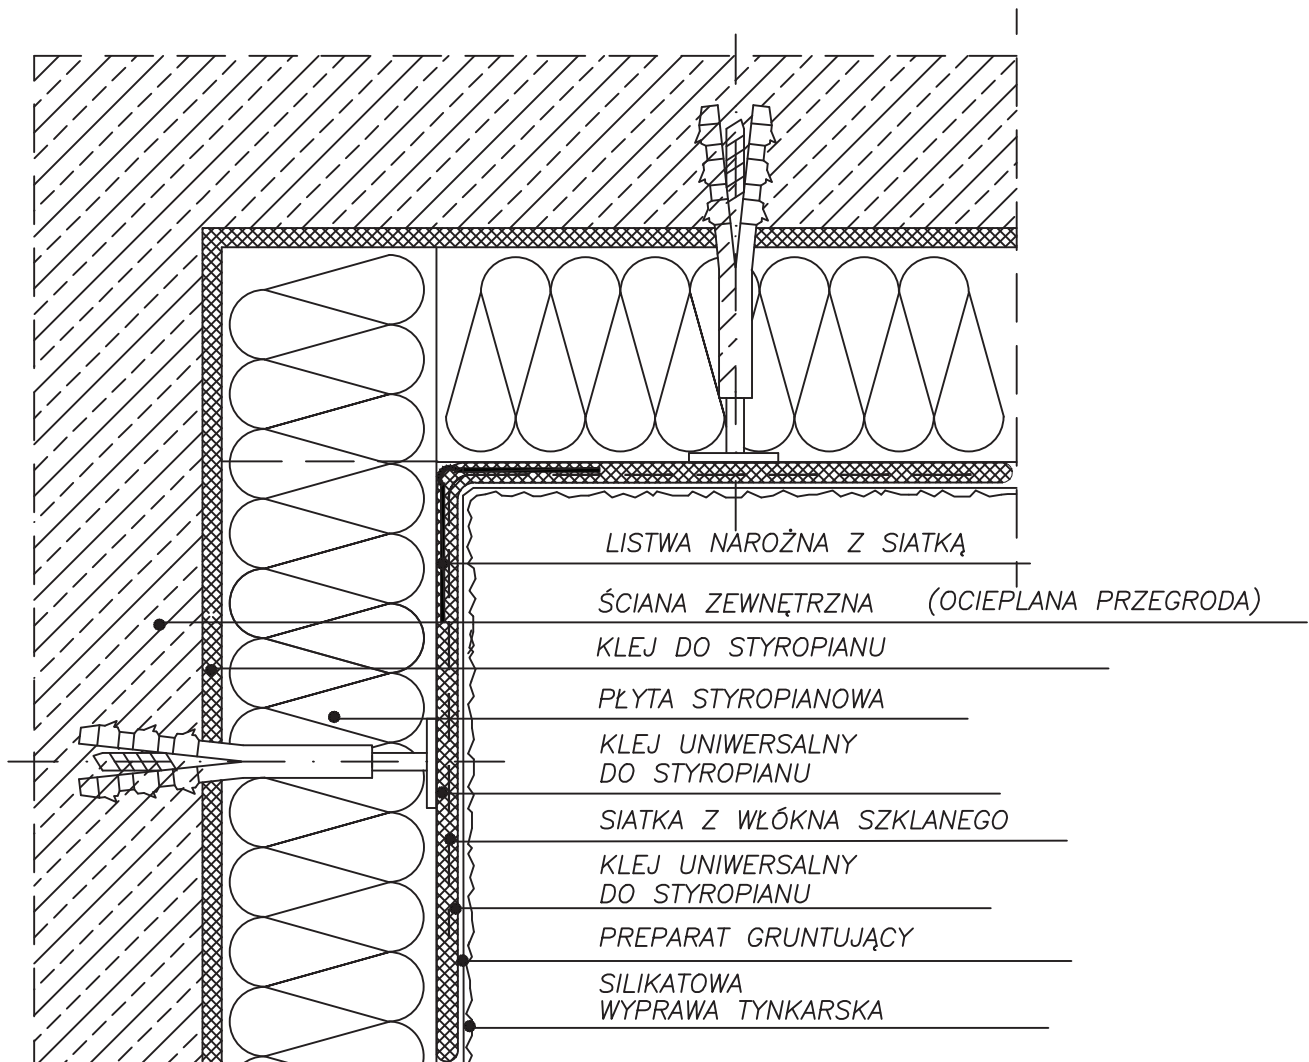 LISTWA NAROŻNA Z SIATKĄ
ŚCIANA ZEWNĘTRZNA (OCIEPLANA PRZEGRODA)
KLEJ DO STYROPIANU
PŁYTA STYROPIANOWA
KLEJ UNIWERSALNY
DO STYROPIANU
SIATKA Z WŁÓKNA SZKLANEGO
KLEJ UNIWERSALNY
DO STYROPIANU
PREPARAT GRUNTUJĄCY
SILIKATOWA
WYPRAWA TYNKARSKA